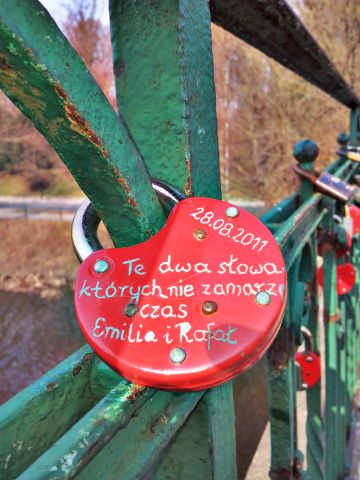 28.08.2011
Te dwa słowa
których nie zamarze
czas
Emilia i Rafał